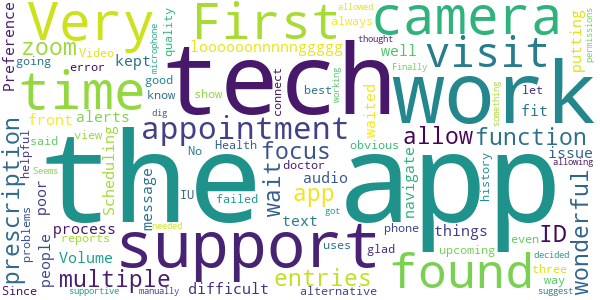 Very First camera
allowed
always
Preference
zoom
Video
quality
microphone
looooonnnnnggggg
thought
visit
well
putting
permissions
going
error
kept
tech
connect
working
Finally
something
let
time
good
know
show
best
waited
work
fit
front
alerts
view
dig
appointment
allow
function
prescription
said
helpful
Scheduling
No
Health
focus
obvious
issue
the app
doctor
wait
audio
app
navigate
history
wonderful
Seems
poor
message
IU
failed
text
got
phone
things
people
problems
process
needed
support
uses
glad
upcoming
even
ID
reports
Volume
found
three
decided
way
Since
multiple
supportive
manually
difficult
entries
alternative
suggest
allowing